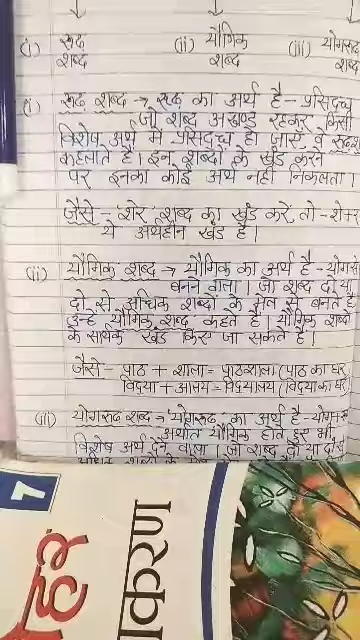 (i) रूढ़ (ii) यौगिक (iii) योगरूढ़
शब्द शब्द शब्द
(i) रूढ़ शब्द → रूढ़ का अर्थ है - प्रसिद्ध
जो शब्द अखण्ड रहकर किसी
विशेष अर्थ में प्रसिद्ध हो जाएं, वे
कहलाते हैं। इन शब्दों के खंड करने
पर इनका कोई अर्थ नहीं निकलता।
जैसे - शेर शब्द का खंड करें, तो - शे+र
ये अर्थहीन खंड हैं।
(ii) यौगिक शब्द → यौगिक का अर्थ है - योग से
बनने वाला। जो शब्द दो या
दो से अधिक शब्दों के मेल से बनते हैं
उन्हें यौगिक शब्द कहते हैं। यौगिक शब्दों
के सार्थक खंड किए जा सकते हैं।
जैसे - पाठ + शाला = पाठशाला (पाठ का घर)
विद्या + आलय = विद्यालय (विद्या का घर)
(iii) योगरूढ़ शब्द → योगरूढ़ का अर्थ है -
अर्थात यौगिक होते हुए भी
विशेष अर्थ देने वाला। जो शब्द दो या दो से
7
करण